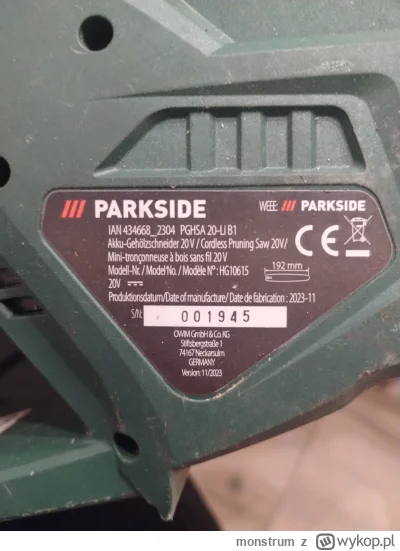 /// PARKSIDE
WEEE: /// PARKSIDE
IAN 434668_2304 PGHSA 20-Li B1
Akku-Gehölzschneider 20 V / Cordless Pruning Saw 20V/
Mini-tronçonneuse à bois sans fil 20 V
Modell-Nr. / Model No. / Modèle N° : HG10615
20V
CE
192 mm
Produktionsdatum/Date of manufacture/ Date de fabrication : 2023-11
S/N: 001945
OWIM GmbH & Co. KG
Stiftsbergstraße 1
74167 Neckarsulm
GERMANY
Version: 11/2023
monstrum z wykop.pl